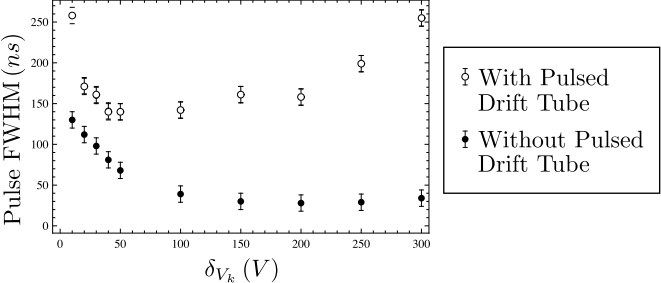 250
200
150
100
50
0
Pulse FWHM (ns)
0 50 100 150 200 250 300
δ_{V_k} (V)
With Pulsed
Drift Tube
Without Pulsed
Drift Tube